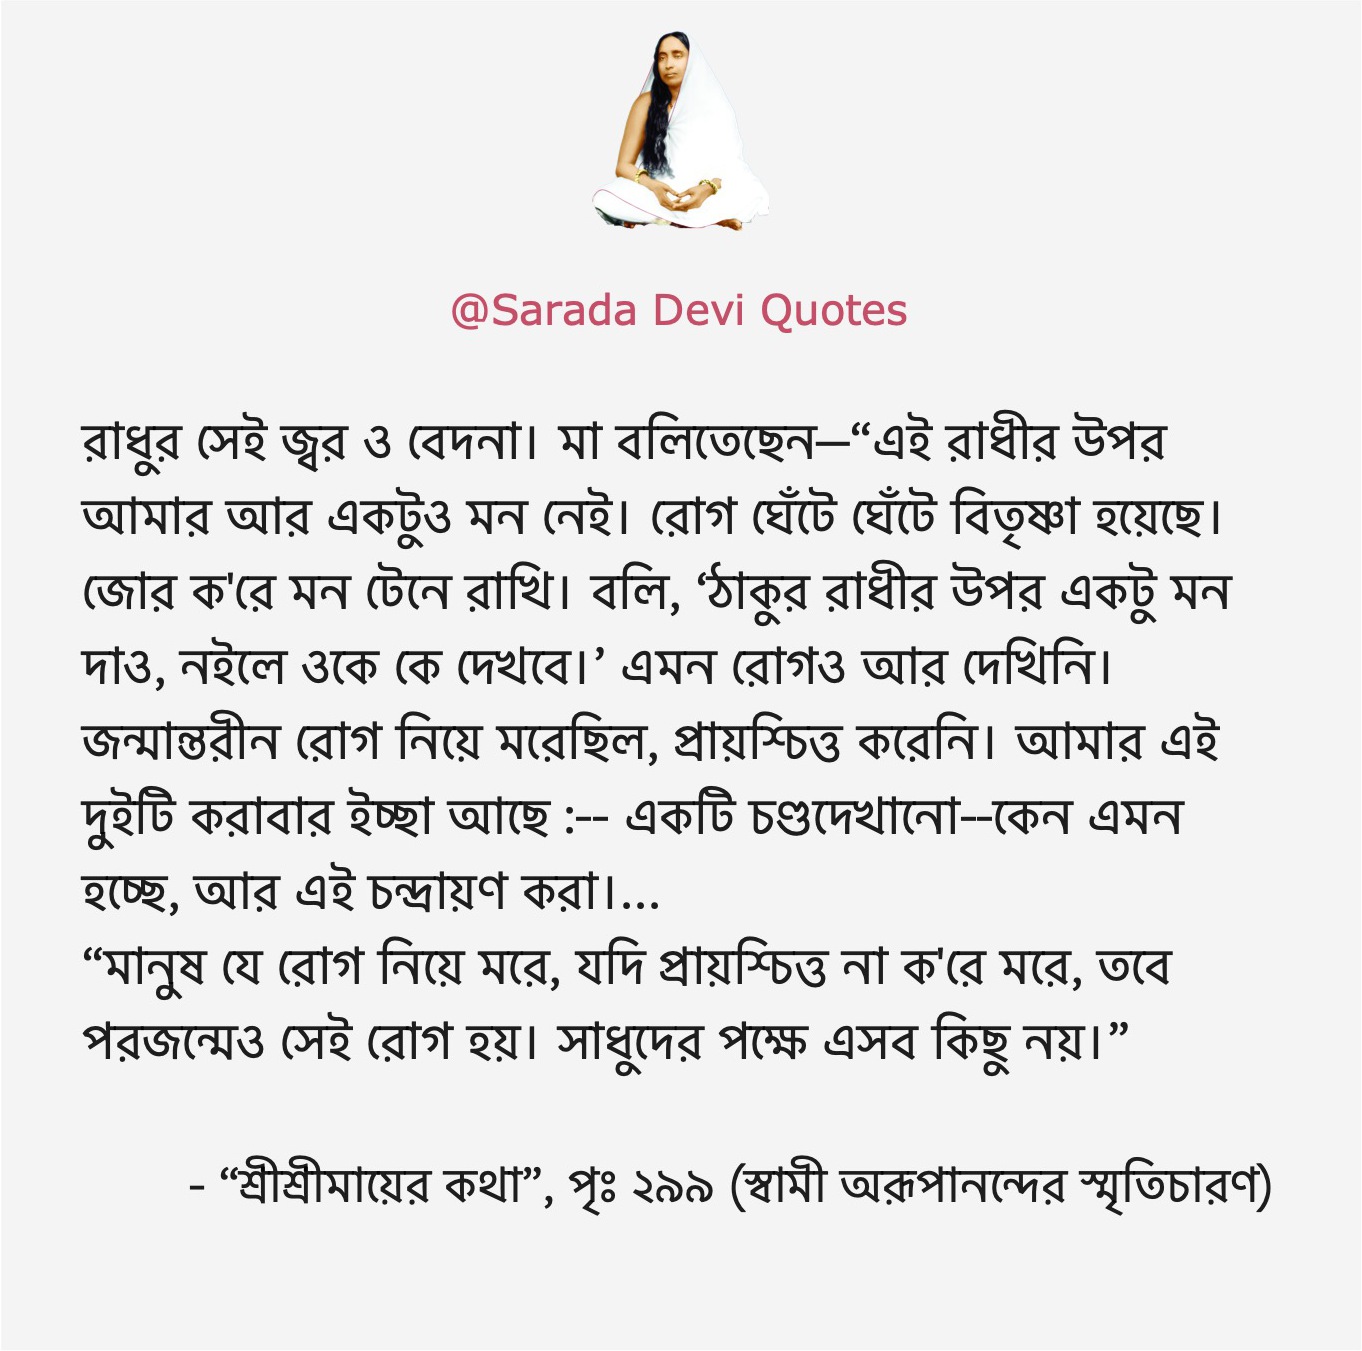 @Sarada Devi Quotes
রাধুর সেই জ্বর ও বেদনা। মা বলিতেছেন—“এই রাধীর উপর
আমার আর একটুও মন নেই। রোগ ঘেঁটে ঘেঁটে বিতৃষ্ণা হয়েছে।
জোর ক'রে মন টেনে রাখি। বলি, ‘ঠাকুর রাধীর উপর একটু মন
দাও, নইলে ওকে কে দেখবে।’ এমন রোগও আর দেখিনি।
জন্মান্তরীন রোগ নিয়ে মরেছিল, প্রায়শ্চিত্ত করেনি। আমার এই
দুইটি করাবার ইচ্ছা আছে :-- একটি চণ্ডদেখানো--কেন এমন
হচ্ছে, আর এই চন্দ্রায়ণ করা।...
“মানুষ যে রোগ নিয়ে মরে, যদি প্রায়শ্চিত্ত না ক'রে মরে, তবে
পরজন্মেও সেই রোগ হয়। সাধুদের পক্ষে এসব কিছু নয়।”
- “শ্রীশ্রীমায়ের কথা”, পৃঃ ২৯৯ (স্বামী অরূপানন্দের স্মৃতিচারণ)